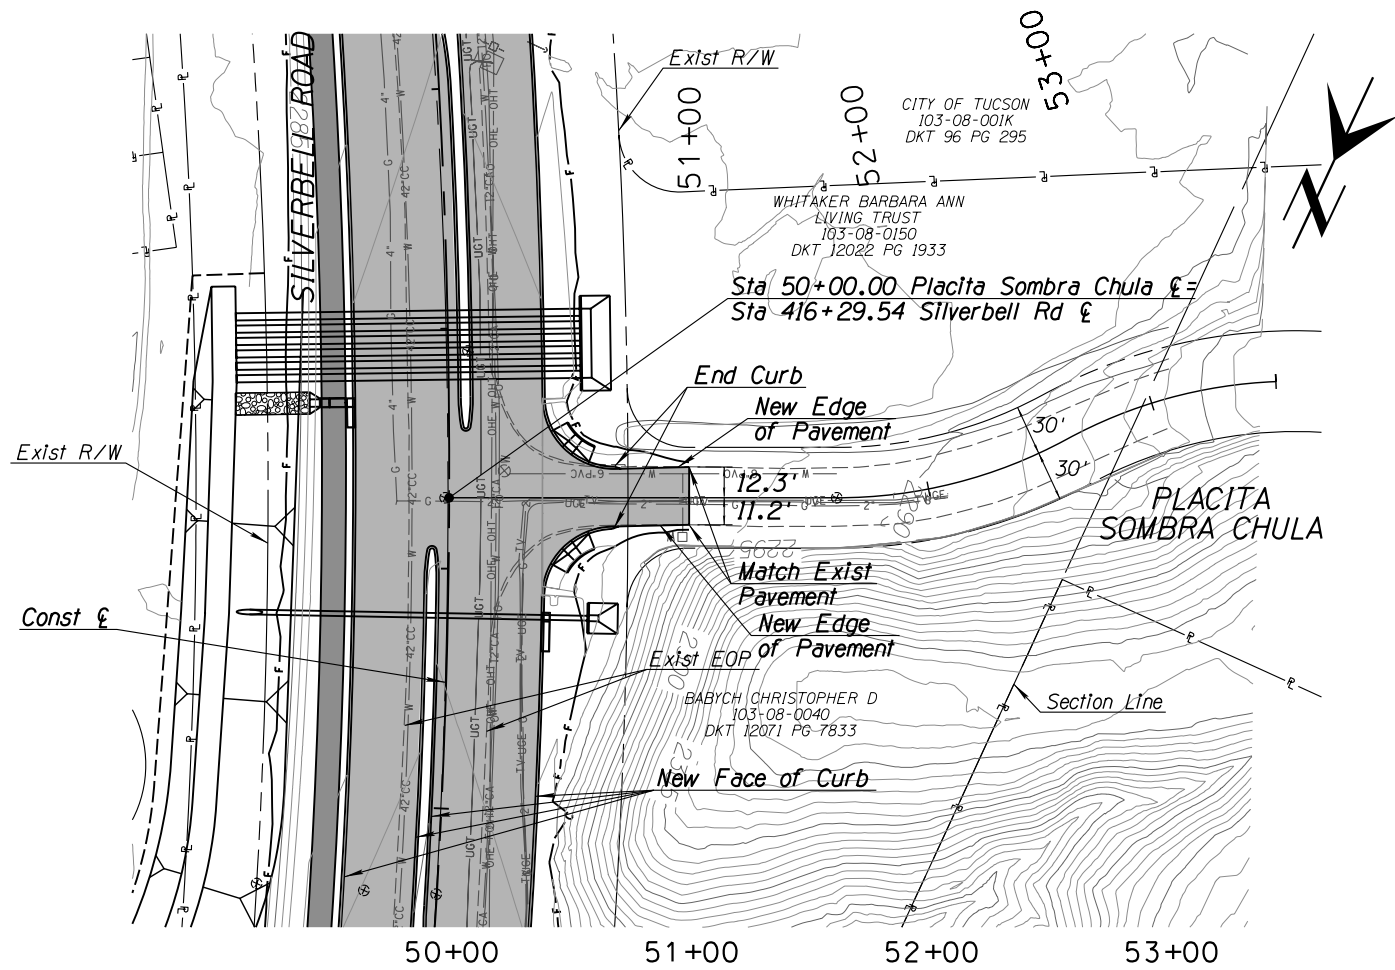 SILVERBELL ROAD
Exist R/W
51+00
52+00
53+00
CITY OF TUCSON
103-08-001K
DKT 96 PG 295
WHITAKER BARBARA ANN
LIVING TRUST
103-08-0150
DKT 12022 PG 1933
Sta 50+00.00 Placita Sombra Chula ℄=
Sta 416+29.54 Silverbell Rd ℄
End Curb
New Edge
of Pavement
30'
30'
Exist R/W
12.3'
11.2'
PLACITA
SOMBRA CHULA
2290
2295
Match Exist
Pavement
New Edge
of Pavement
Const ℄
Exist EOP
BABYCH CHRISTOPHER D
103-08-0040
DKT 12071 PG 7833
Section Line
New Face of Curb
50+00
51+00
52+00
53+00